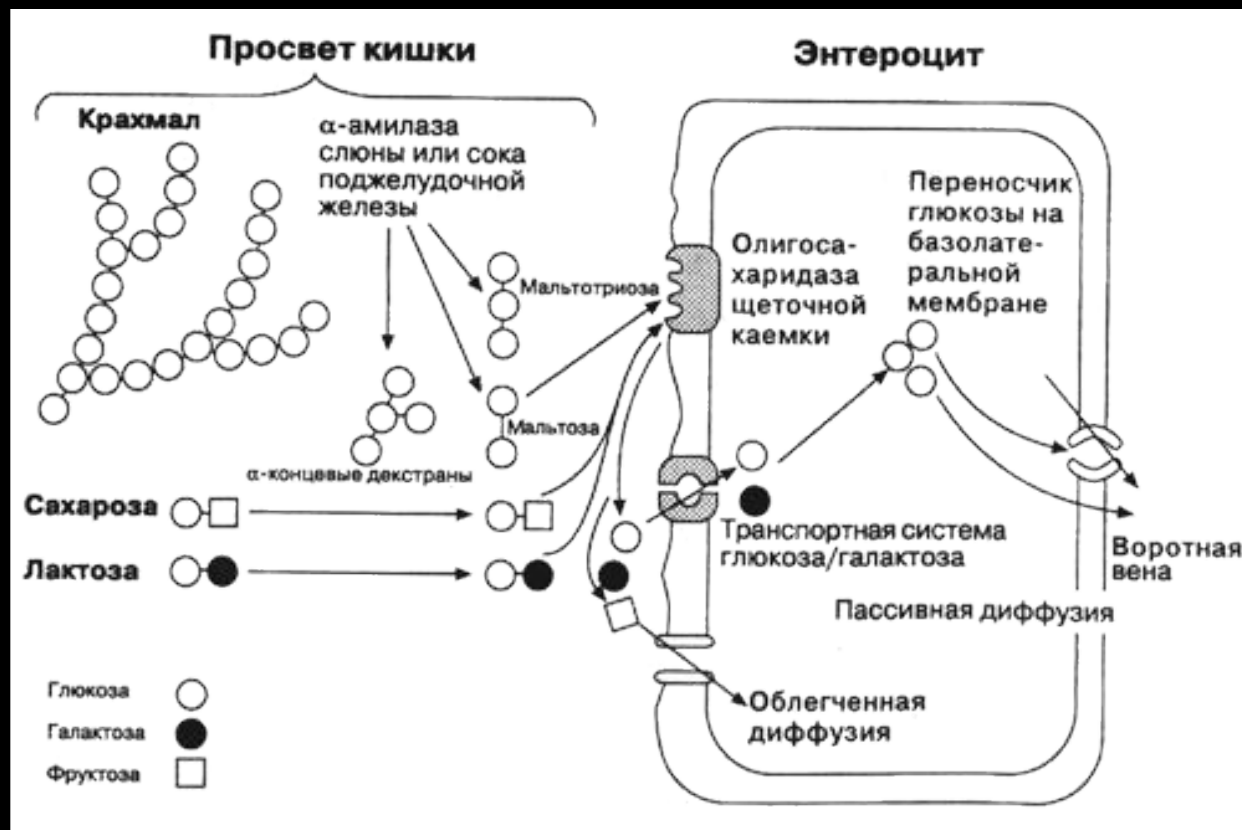 Просвет кишки
Энтероцит
Крахмал
α-амилаза
слюны или сока
поджелудочной
железы
Мальтотриоза
Мальтоза
α-концевые декстраны
Сахароза
Лактоза
Глюкоза
Галактоза
Фруктоза
Олигоса-
харидаза
щеточной
каемки
Переносчик
глюкозы на
базолате-
ральной
мембране
Транспортная система
глюкоза/галактоза
Воротная
вена
Пассивная диффузия
Облегченная
диффузия